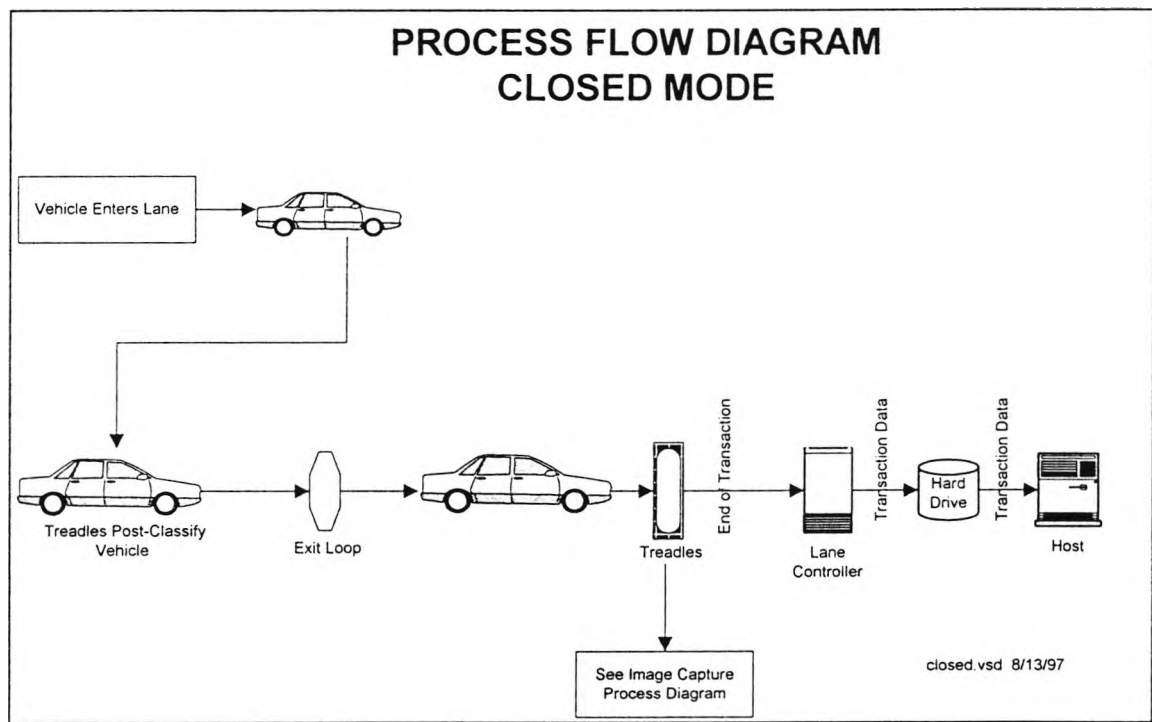 PROCESS FLOW DIAGRAM
CLOSED MODE
Vehicle Enters Lane
Treadles Post-Classify
Vehicle
Exit Loop
Treadles
End of Transaction
Lane
Controller
Transaction Data
Hard
Drive
Transaction Data
Host
See Image Capture
Process Diagram
closed.vsd 8/13/97